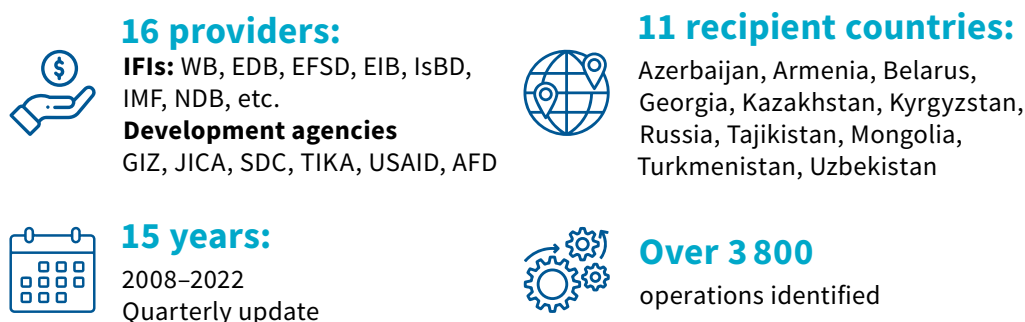 16 providers:
IFIs: WB, EDB, EFSD, EIB, IsBD,
IMF, NDB, etc.
Development agencies
GIZ, JICA, SDC, TIKA, USAID, AFD
11 recipient countries:
Azerbaijan, Armenia, Belarus,
Georgia, Kazakhstan, Kyrgyzstan,
Russia, Tajikistan, Mongolia,
Turkmenistan, Uzbekistan
15 years:
2008–2022
Quarterly update
Over 3 800
operations identified